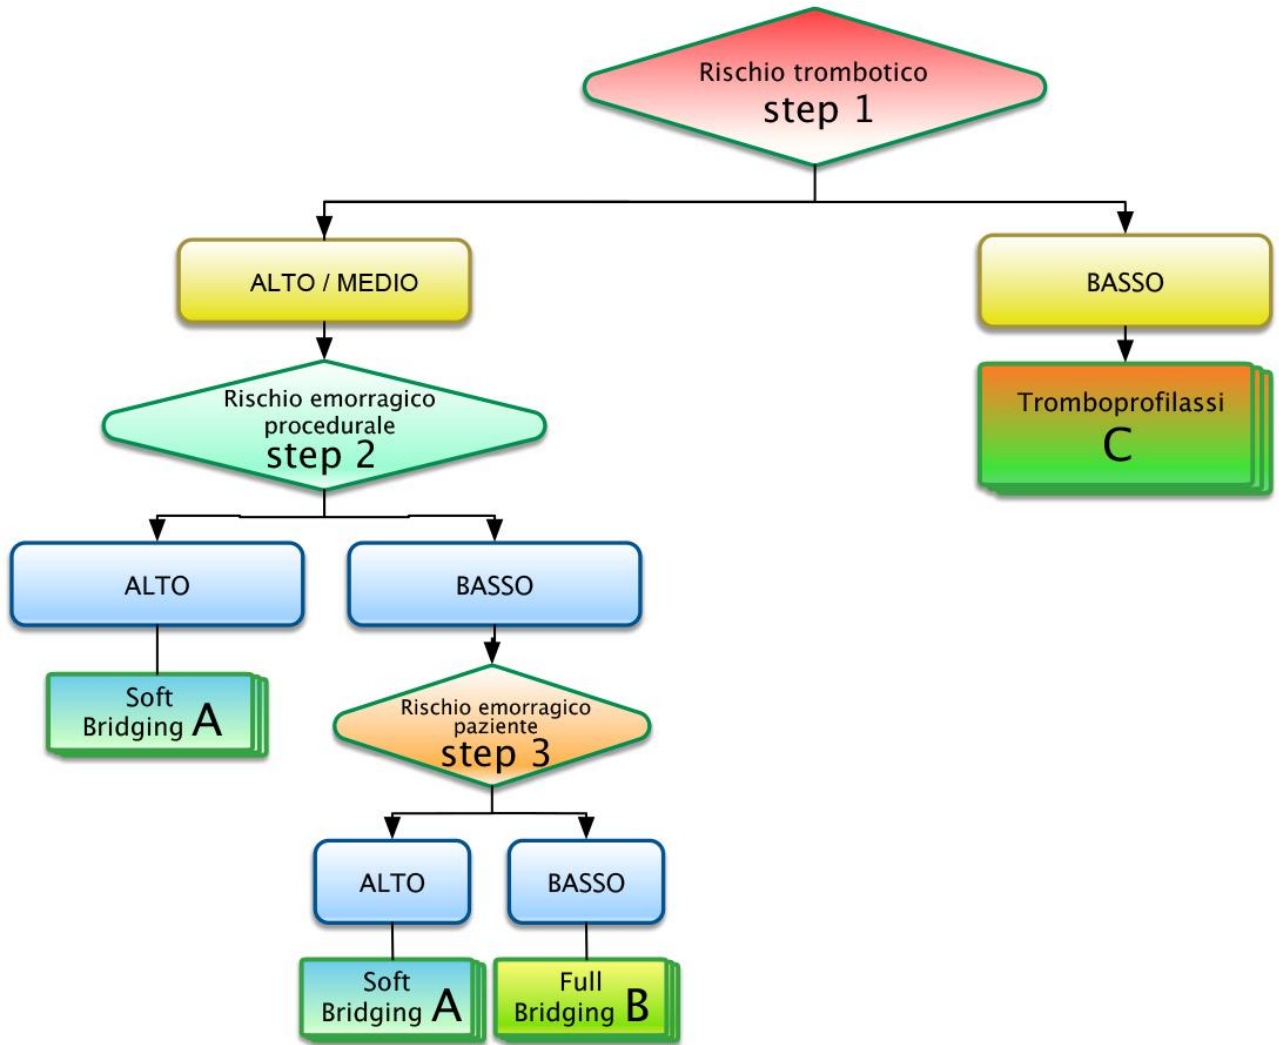 Rischio trombotico
step 1
ALTO / MEDIO
BASSO
Rischio emorragico
procedurale
step 2
Tromboprofilassi
C
ALTO
BASSO
Soft
Bridging A
Rischio emorragico
paziente
step 3
ALTO
BASSO
Soft
Bridging A
Full
Bridging B